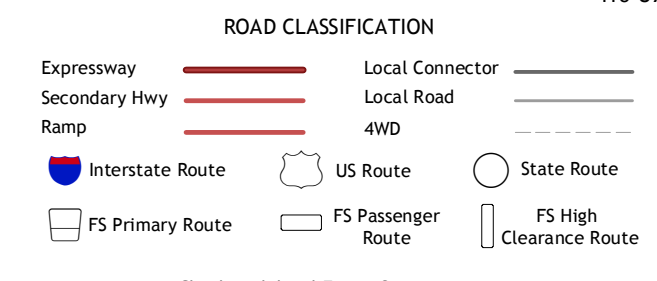 ROAD CLASSIFICATION
Expressway
Local Connector
Secondary Hwy
Local Road
Ramp
4WD
Interstate Route
US Route
State Route
FS Primary Route
FS Passenger
Route
FS High
Clearance Route